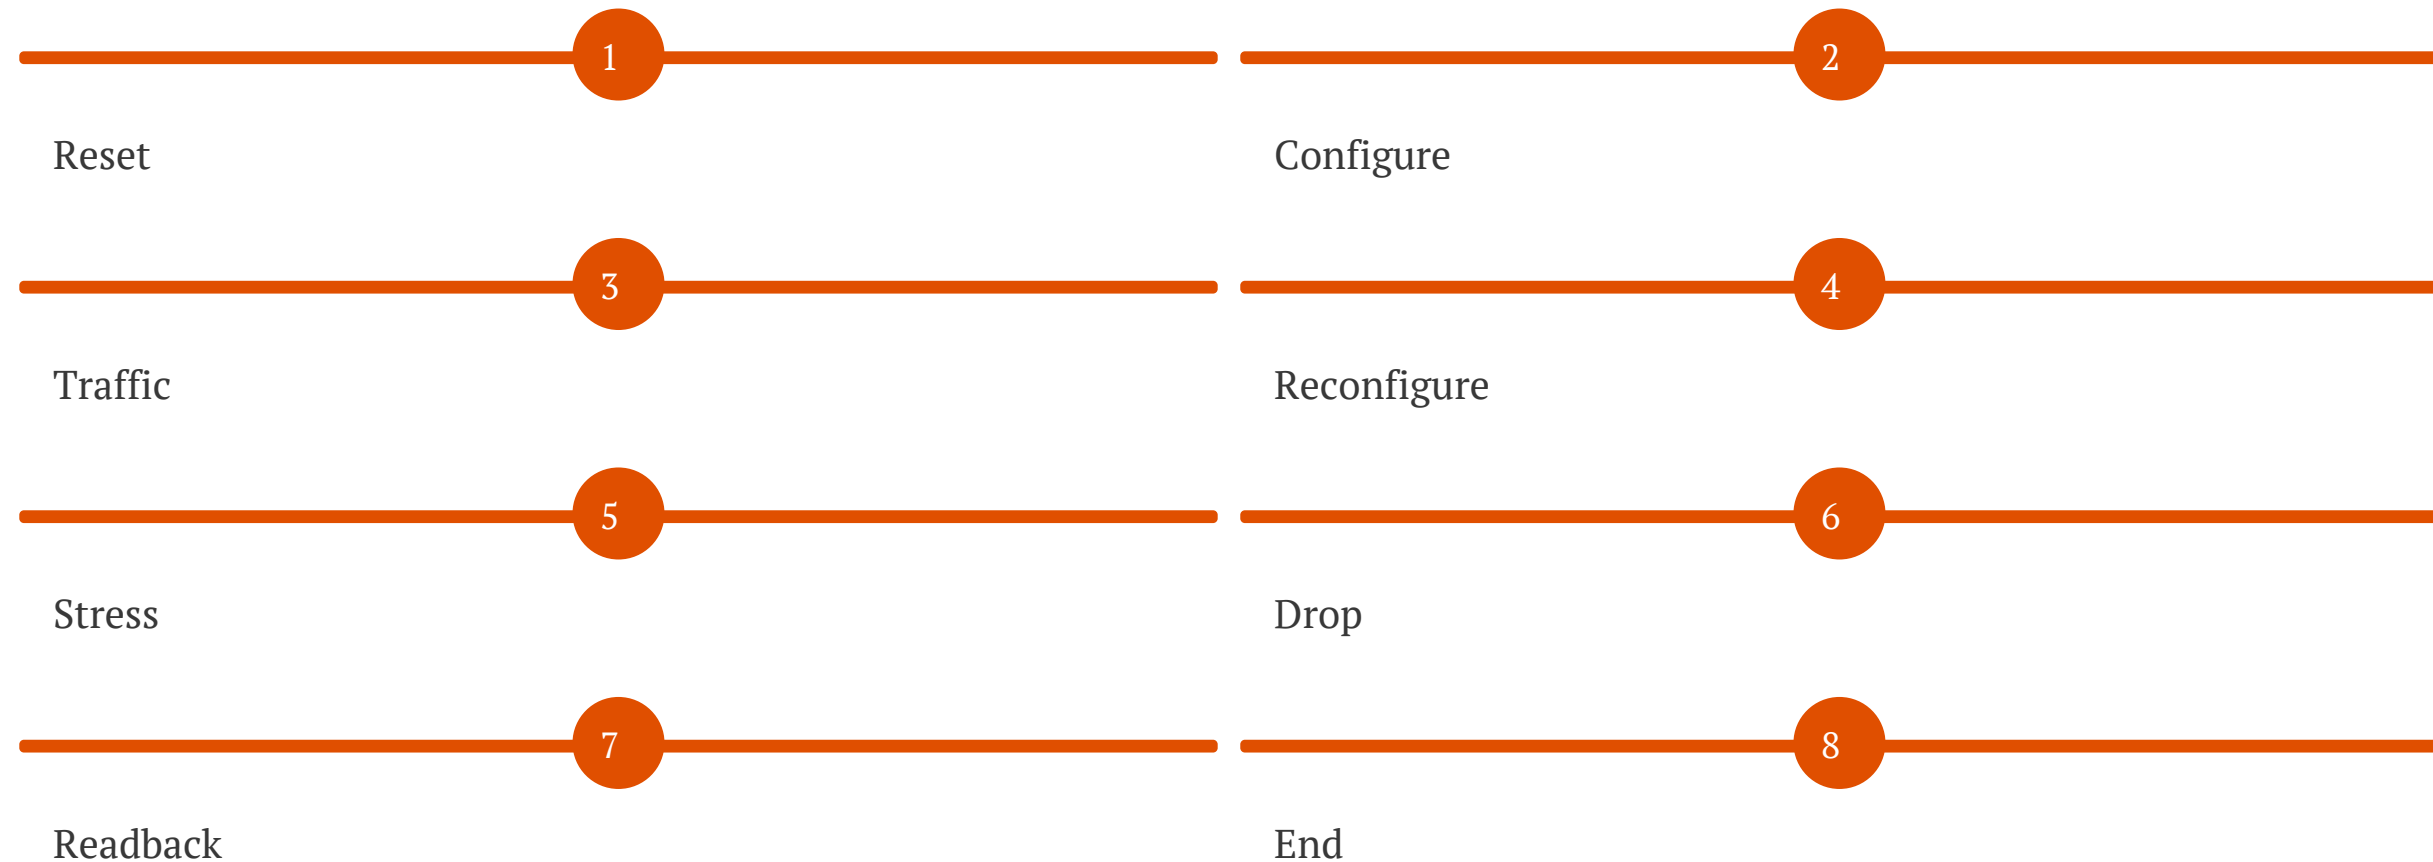 1
Reset
2
Configure
3
Traffic
4
Reconfigure
5
Stress
6
Drop
7
Readback
8
End